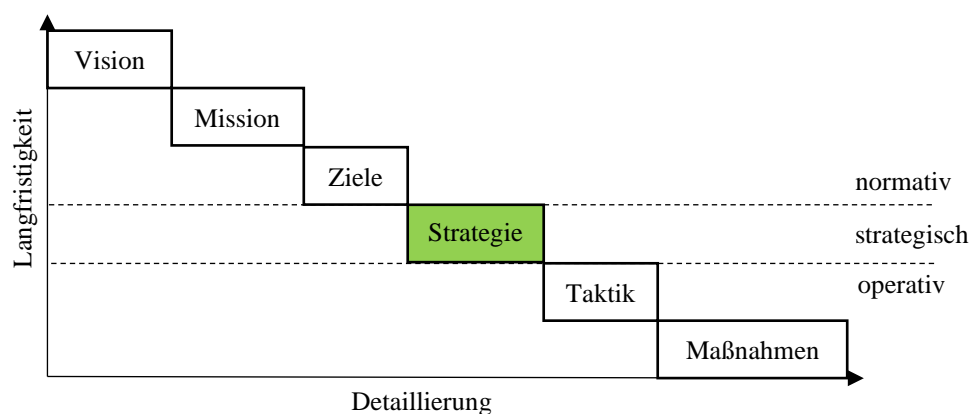 Vision
Mission
Ziele
normativ
Strategie
strategisch
operativ
Taktik
Maßnahmen
Langfristigkeit
Detaillierung